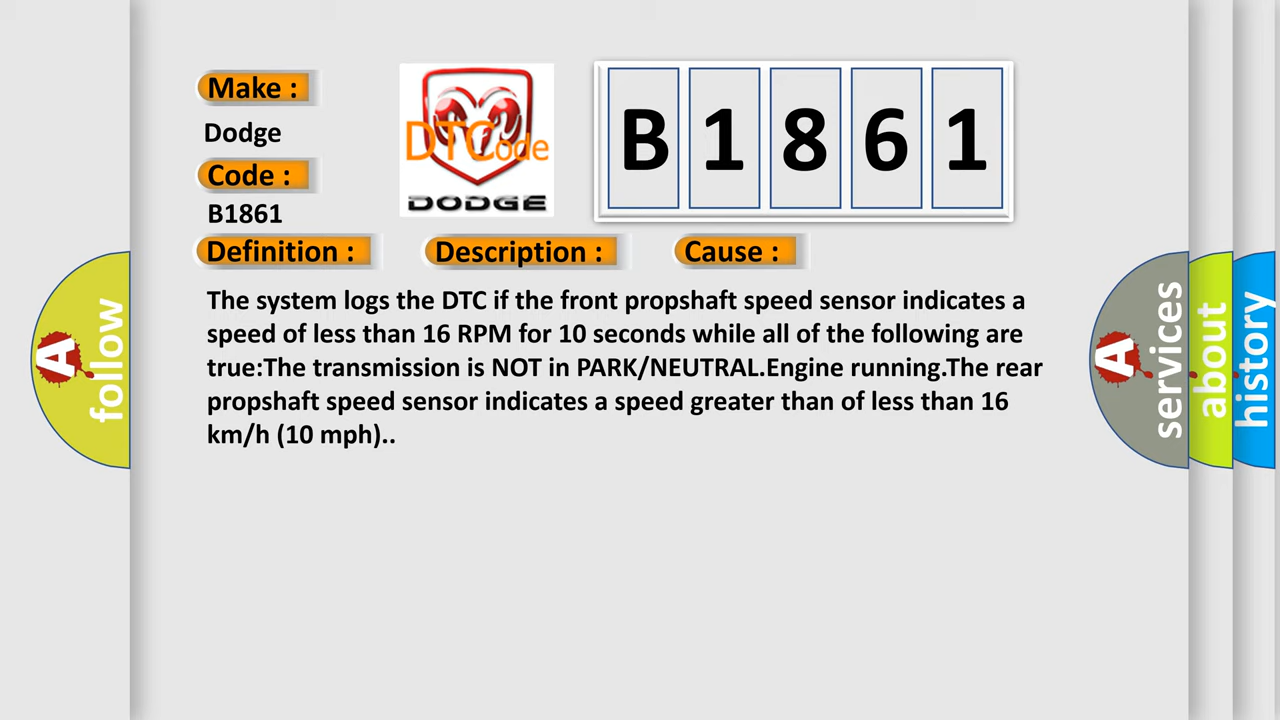 Make :
Dodge
Code :
B1861
DTCode
DODGE
B 1 8 6 1
Definition :
Description :
Cause :
The system logs the DTC if the front propshaft speed sensor indicates a
speed of less than 16 RPM for 10 seconds while all of the following are
true:The transmission is NOT in PARK/NEUTRAL.Engine running.The rear
propshaft speed sensor indicates a speed greater than of less than 16
km/h (10 mph)..
A
follow
A
services
about
history